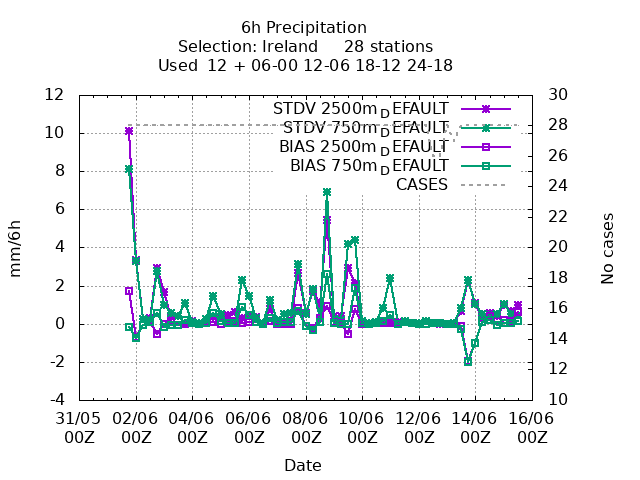 6h Precipitation
Selection: Ireland 28 stations
Used 12 + 06-00 12-06 18-12 24-18
STDV 2500m_DEFAULT
STDV 750m_DEFAULT
BIAS 2500m_DEFAULT
BIAS 750m_DEFAULT
CASES
mm/6h
12
10
8
6
4
2
0
-2
-4
No cases
30
28
26
24
22
20
18
16
14
12
10
31/05 02/06 04/06 06/06 08/06 10/06 12/06 14/06 16/06
00Z 00Z 00Z 00Z 00Z 00Z 00Z 00Z 00Z
Date